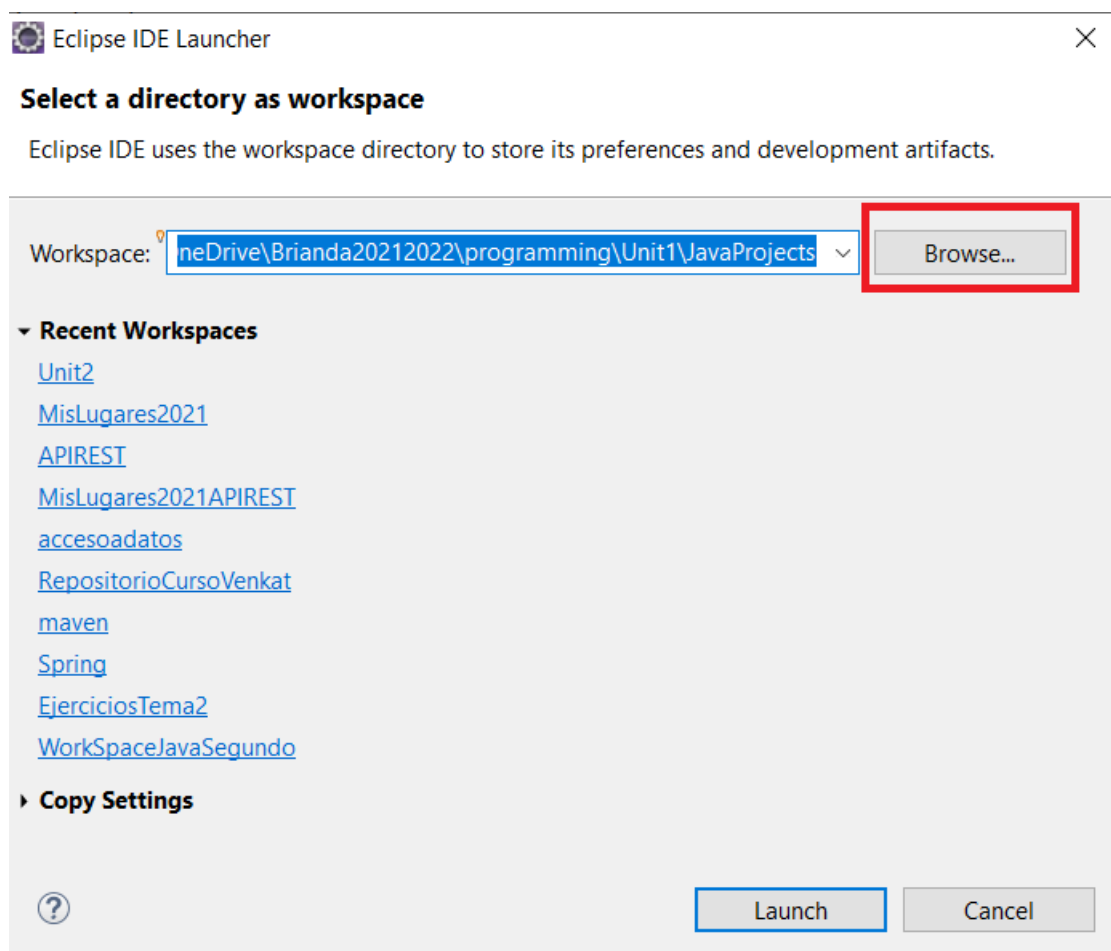 Eclipse IDE Launcher
Select a directory as workspace
Eclipse IDE uses the workspace directory to store its preferences and development artifacts.
Workspace: neDrive\Brianda20212022\programming\Unit1\JavaProjects Browse...
Recent Workspaces
Unit2
MisLugares2021
APIREST
MisLugares2021APIREST
accesoadatos
RepositorioCursoVenkat
maven
Spring
EjerciciosTema2
WorkSpaceJavaSegundo
Copy Settings
? Launch Cancel